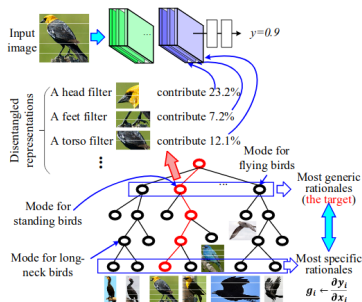 Input
image
y=0.9
Disentangled
representations
A head filter contribute 23.2%
A feet filter contribute 7.2%
A torso filter contribute 12.1%
Mode for
flying birds
...
Mode for
standing birds
Most generic
rationales
(the target)
Mode for long-
neck birds
Most specific
rationales
gᵢ ← ∂yᵢ/∂xᵢ